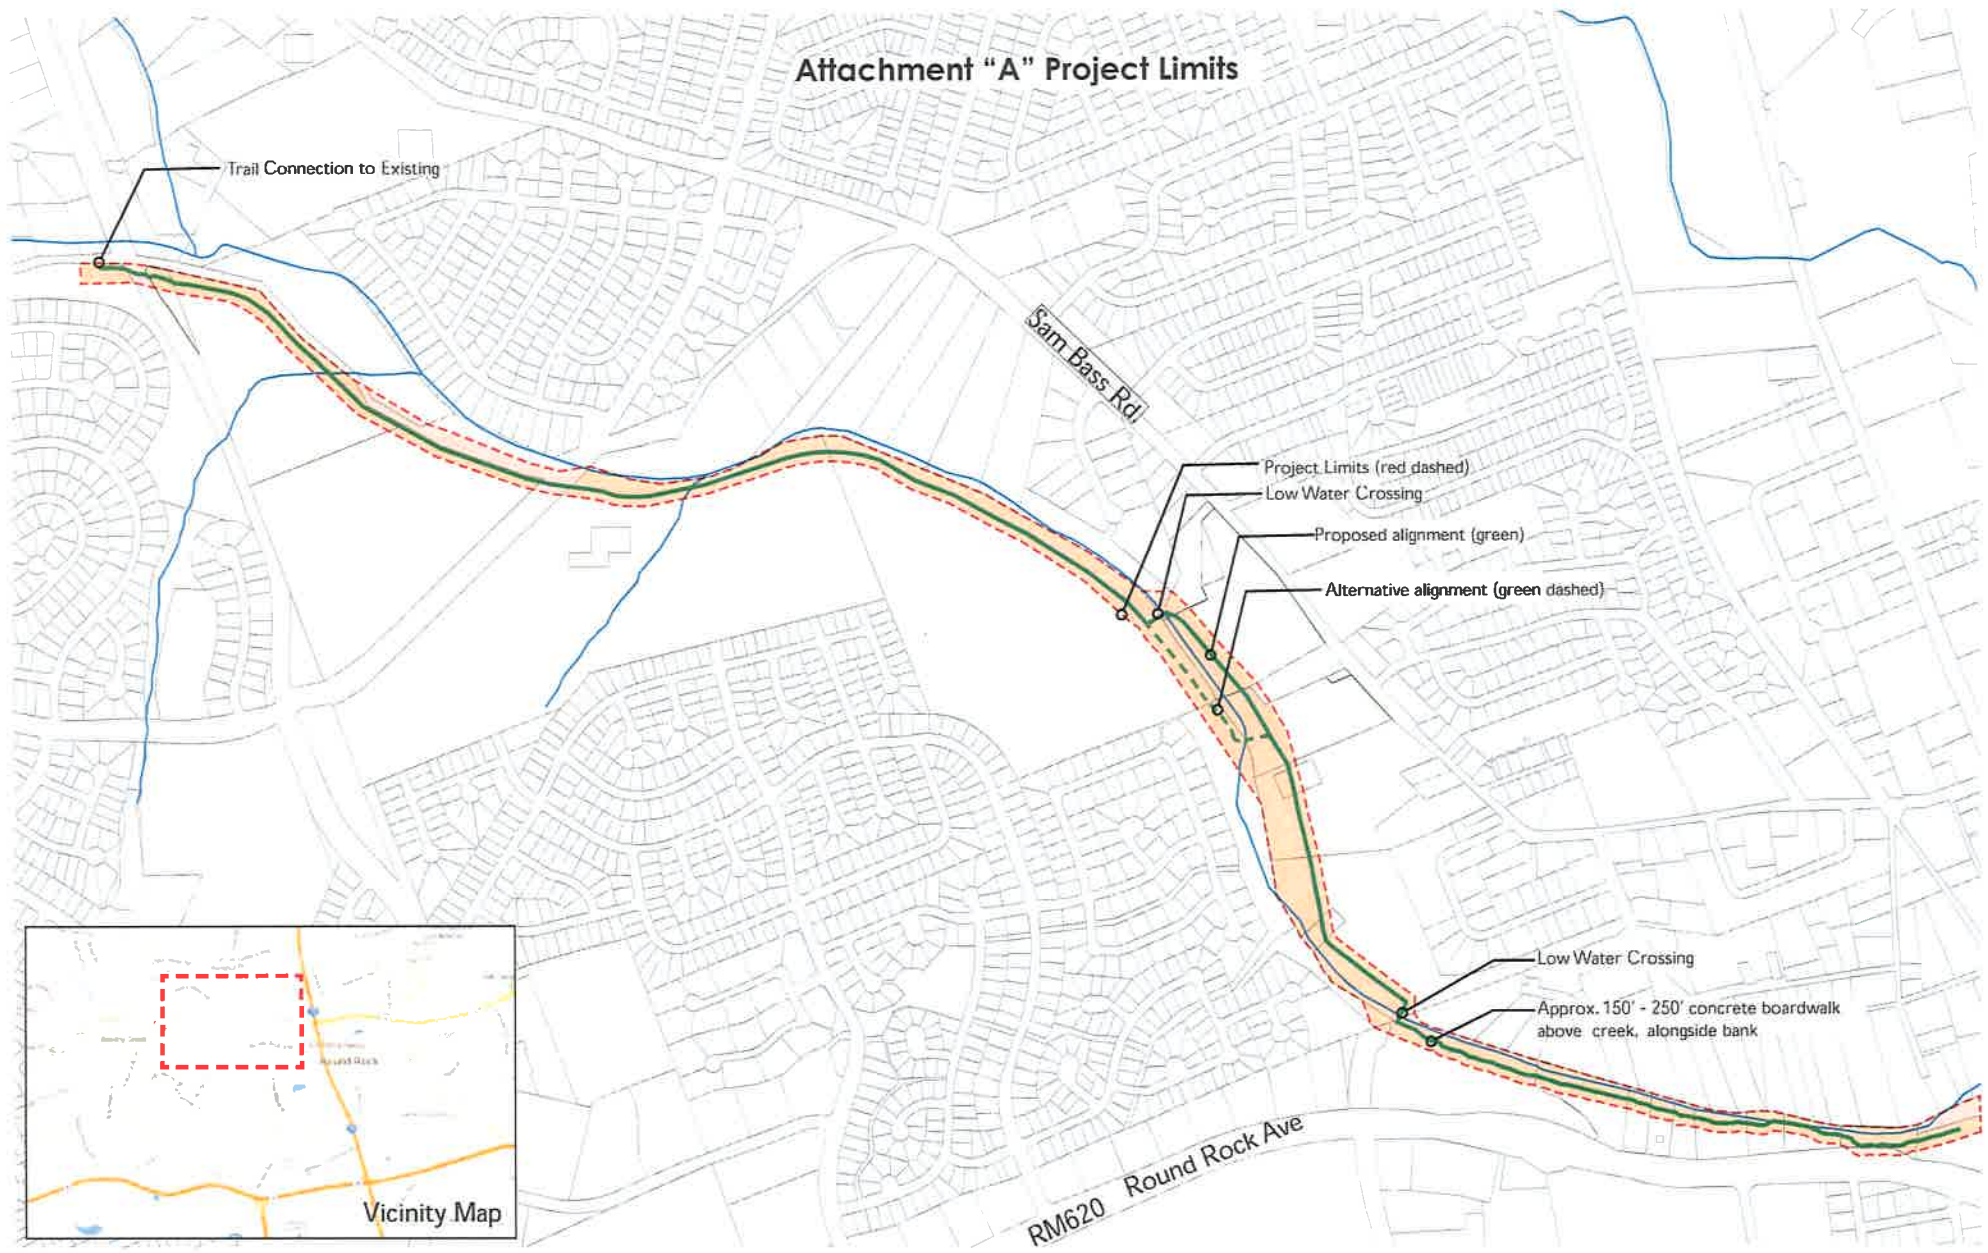 Attachment “A” Project Limits
Trail Connection to Existing
Sam Bass Rd.
Project Limits (red dashed)
Low Water Crossing
Proposed alignment (green)
Alternative alignment (green dashed)
Low Water Crossing
Approx. 150' - 250' concrete boardwalk
above creek, alongside bank
RM620 Round Rock Ave
Round Rock
Vicinity Map